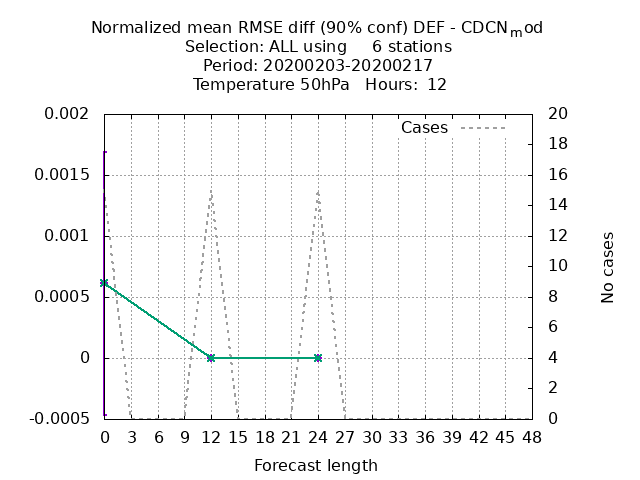 Normalized mean RMSE diff (90% conf) DEF - CDCNmod
Selection: ALL using     6 stations
Period: 20200203-20200217
Temperature 50hPa   Hours:  12
Cases
0.002
0.0015
0.001
0.0005
0
-0.0005
20
18
16
14
12
10
8
6
4
2
0
No cases
0 3 6 9 12 15 18 21 24 27 30 33 36 39 42 45 48
Forecast length